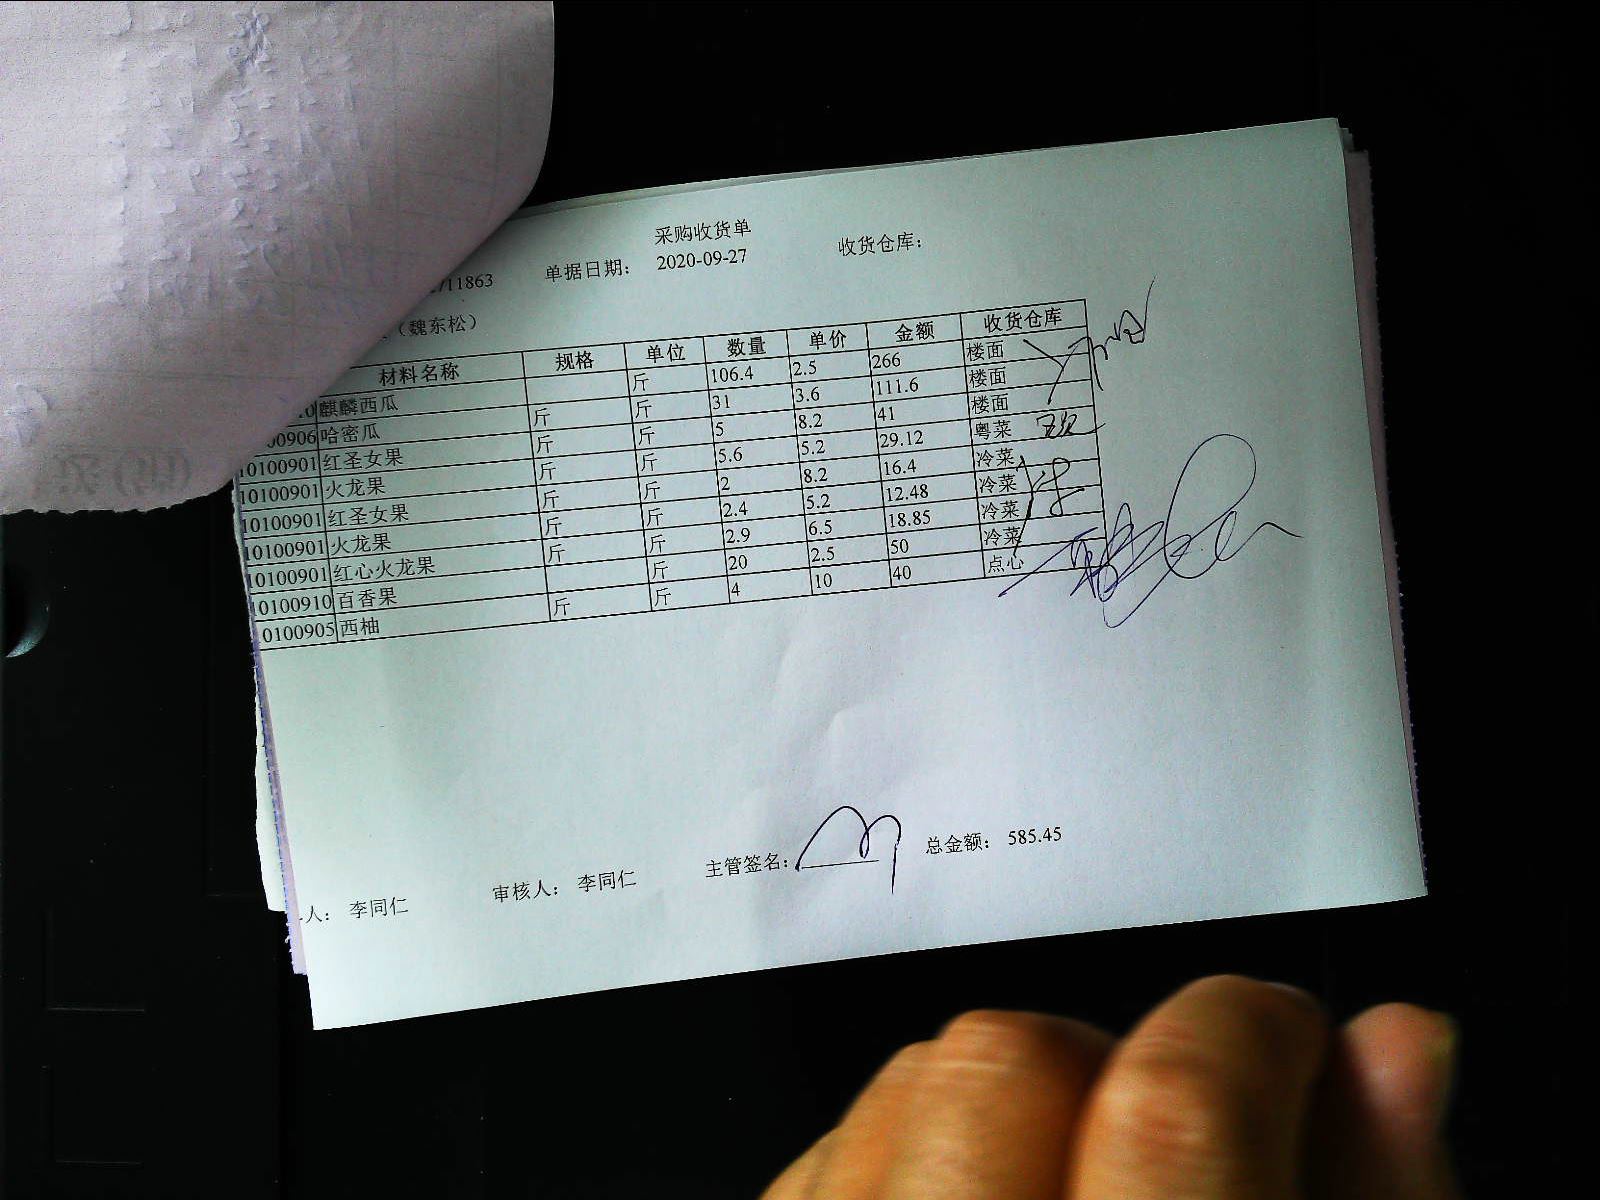 采购收货单
711863 单据日期： 2020-09-27 收货仓库：
（魏东松）
材料名称 规格 单位 数量 单价 金额 收货仓库
10 麒麟西瓜 斤 106.4 2.5 266 楼面
00906 哈密瓜 斤 斤 31 3.6 111.6 楼面
10100901 红圣女果 斤 斤 5 8.2 41 楼面
10100901 火龙果 斤 斤 5.6 5.2 29.12 粤菜
10100901 红圣女果 斤 斤 2 8.2 16.4 冷菜
10100901 火龙果 斤 斤 2.4 5.2 12.48 冷菜
10100901 红心火龙果 斤 斤 2.9 6.5 18.85 冷菜
10100910 百香果 斤 20 2.5 50 冷菜
10100905 西柚 斤 斤 4 10 40 点心
人： 李同仁 审核人： 李同仁 主管签名： 总金额： 585.45